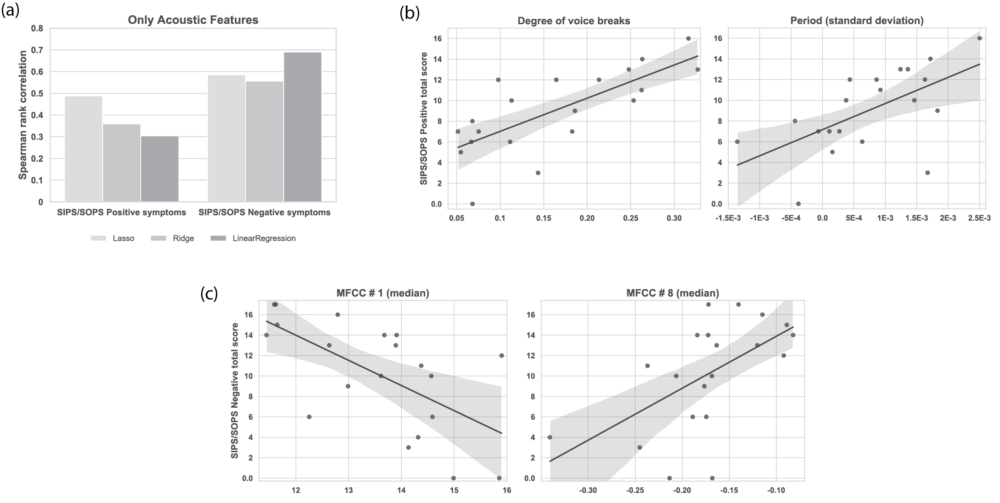 (a)
Only Acoustic Features
Spearman rank correlation
0.8
0.7
0.6
0.5
0.4
0.3
0.2
0.1
0
SIPS/SOPS Positive symptoms
SIPS/SOPS Negative symptoms
Lasso
Ridge
LinearRegression
(b)
Degree of voice breaks
SIPS/SOPS Positive total score
16
14
12
10
8
6
4
2
0.0
0.05
0.1
0.15
0.20
0.25
0.30
Period (standard deviation)
16
14
12
10
8
6
4
2
0.0
-1.5E-3
-1E-3
-5E-4
0.0
5E-4
1E-3
1.5E-3
2E-3
2.5E-3
(c)
MFCC # 1 (median)
SIPS/SOPS Negative total score
16
14
12
10
8
6
4
2
0.0
12
13
14
15
16
MFCC # 8 (median)
16
14
12
10
8
6
4
2
0.0
-0.30
-0.25
-0.20
-0.15
-0.10